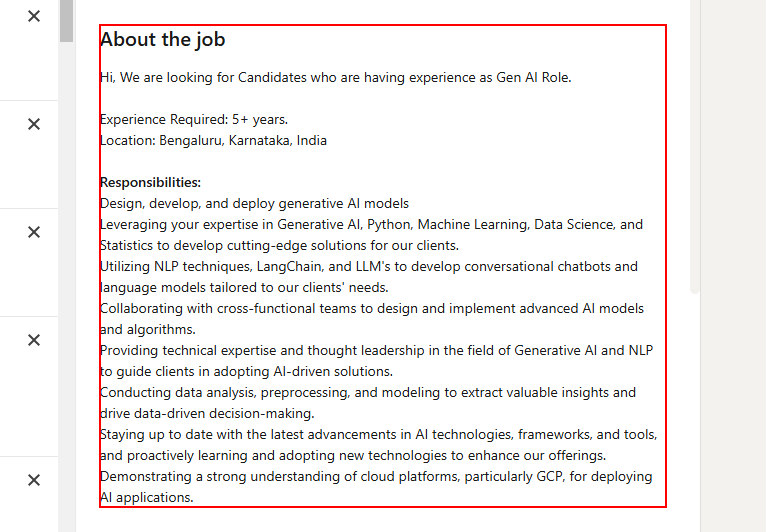 About the job
Hi, We are looking for Candidates who are having experience as Gen AI Role.
Experience Required: 5+ years.
Location: Bengaluru, Karnataka, India
Responsibilities:
Design, develop, and deploy generative AI models
Leveraging your expertise in Generative AI, Python, Machine Learning, Data Science, and
Statistics to develop cutting-edge solutions for our clients.
Utilizing NLP techniques, LangChain, and LLM's to develop conversational chatbots and
language models tailored to our clients' needs.
Collaborating with cross-functional teams to design and implement advanced AI models
and algorithms.
Providing technical expertise and thought leadership in the field of Generative AI and NLP
to guide clients in adopting AI-driven solutions.
Conducting data analysis, preprocessing, and modeling to extract valuable insights and
drive data-driven decision-making.
Staying up to date with the latest advancements in AI technologies, frameworks, and tools,
and proactively learning and adopting new technologies to enhance our offerings.
Demonstrating a strong understanding of cloud platforms, particularly GCP, for deploying
AI applications.